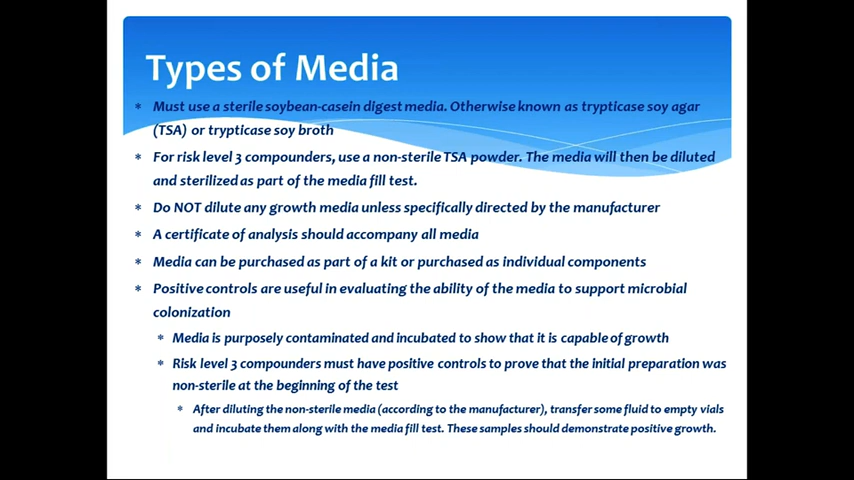 Types of Media
* Must use a sterile soybean-casein digest media. Otherwise known as trypticase soy agar
(TSA) or trypticase soy broth
* For risk level 3 compounders, use a non-sterile TSA powder. The media will then be diluted
and sterilized as part of the media fill test.
* Do NOT dilute any growth media unless specifically directed by the manufacturer
* A certificate of analysis should accompany all media
* Media can be purchased as part of a kit or purchased as individual components
* Positive controls are useful in evaluating the ability of the media to support microbial
colonization
* Media is purposely contaminated and incubated to show that it is capable of growth
* Risk level 3 compounders must have positive controls to prove that the initial preparation was
non-sterile at the beginning of the test
* After diluting the non-sterile media (according to the manufacturer), transfer some fluid to empty vials
and incubate them along with the media fill test. These samples should demonstrate positive growth.